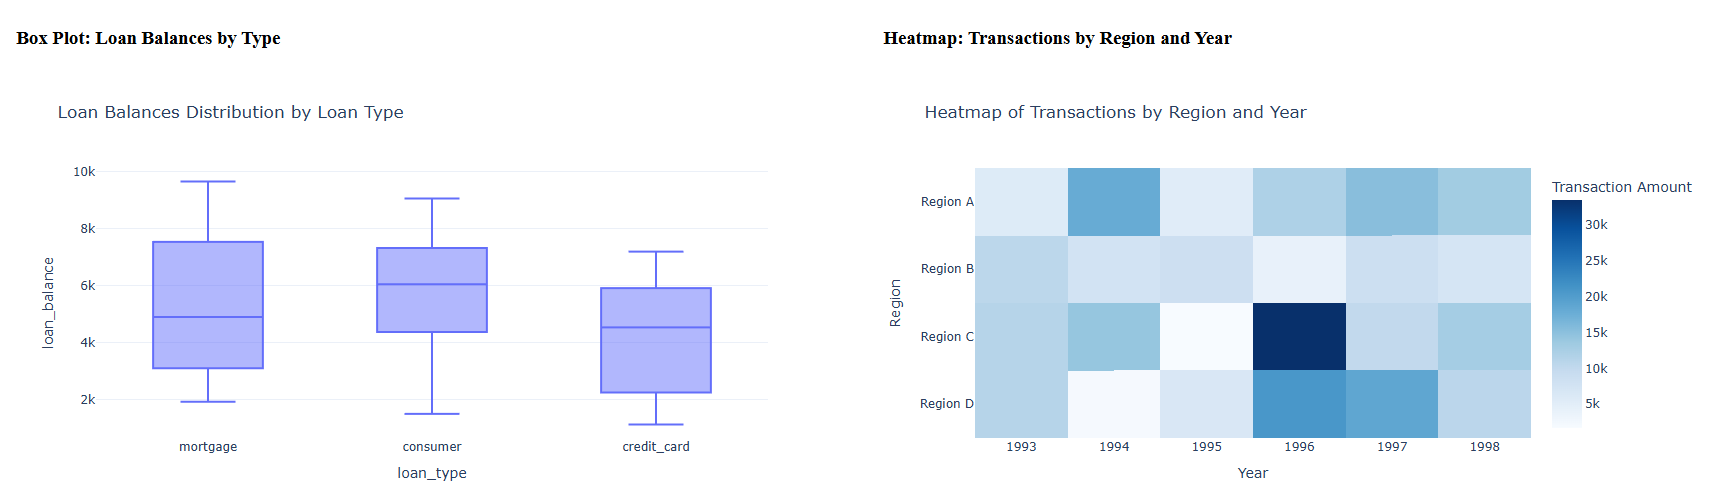 Box Plot: Loan Balances by Type
Loan Balances Distribution by Loan Type
10k
8k
6k
4k
2k
loan_balance
mortgage
consumer
credit_card
loan_type
Heatmap: Transactions by Region and Year
Heatmap of Transactions by Region and Year
Region A
Region B
Region C
Region D
Region
1993
1994
1995
1996
1997
1998
Year
Transaction Amount
30k
25k
20k
15k
10k
5k